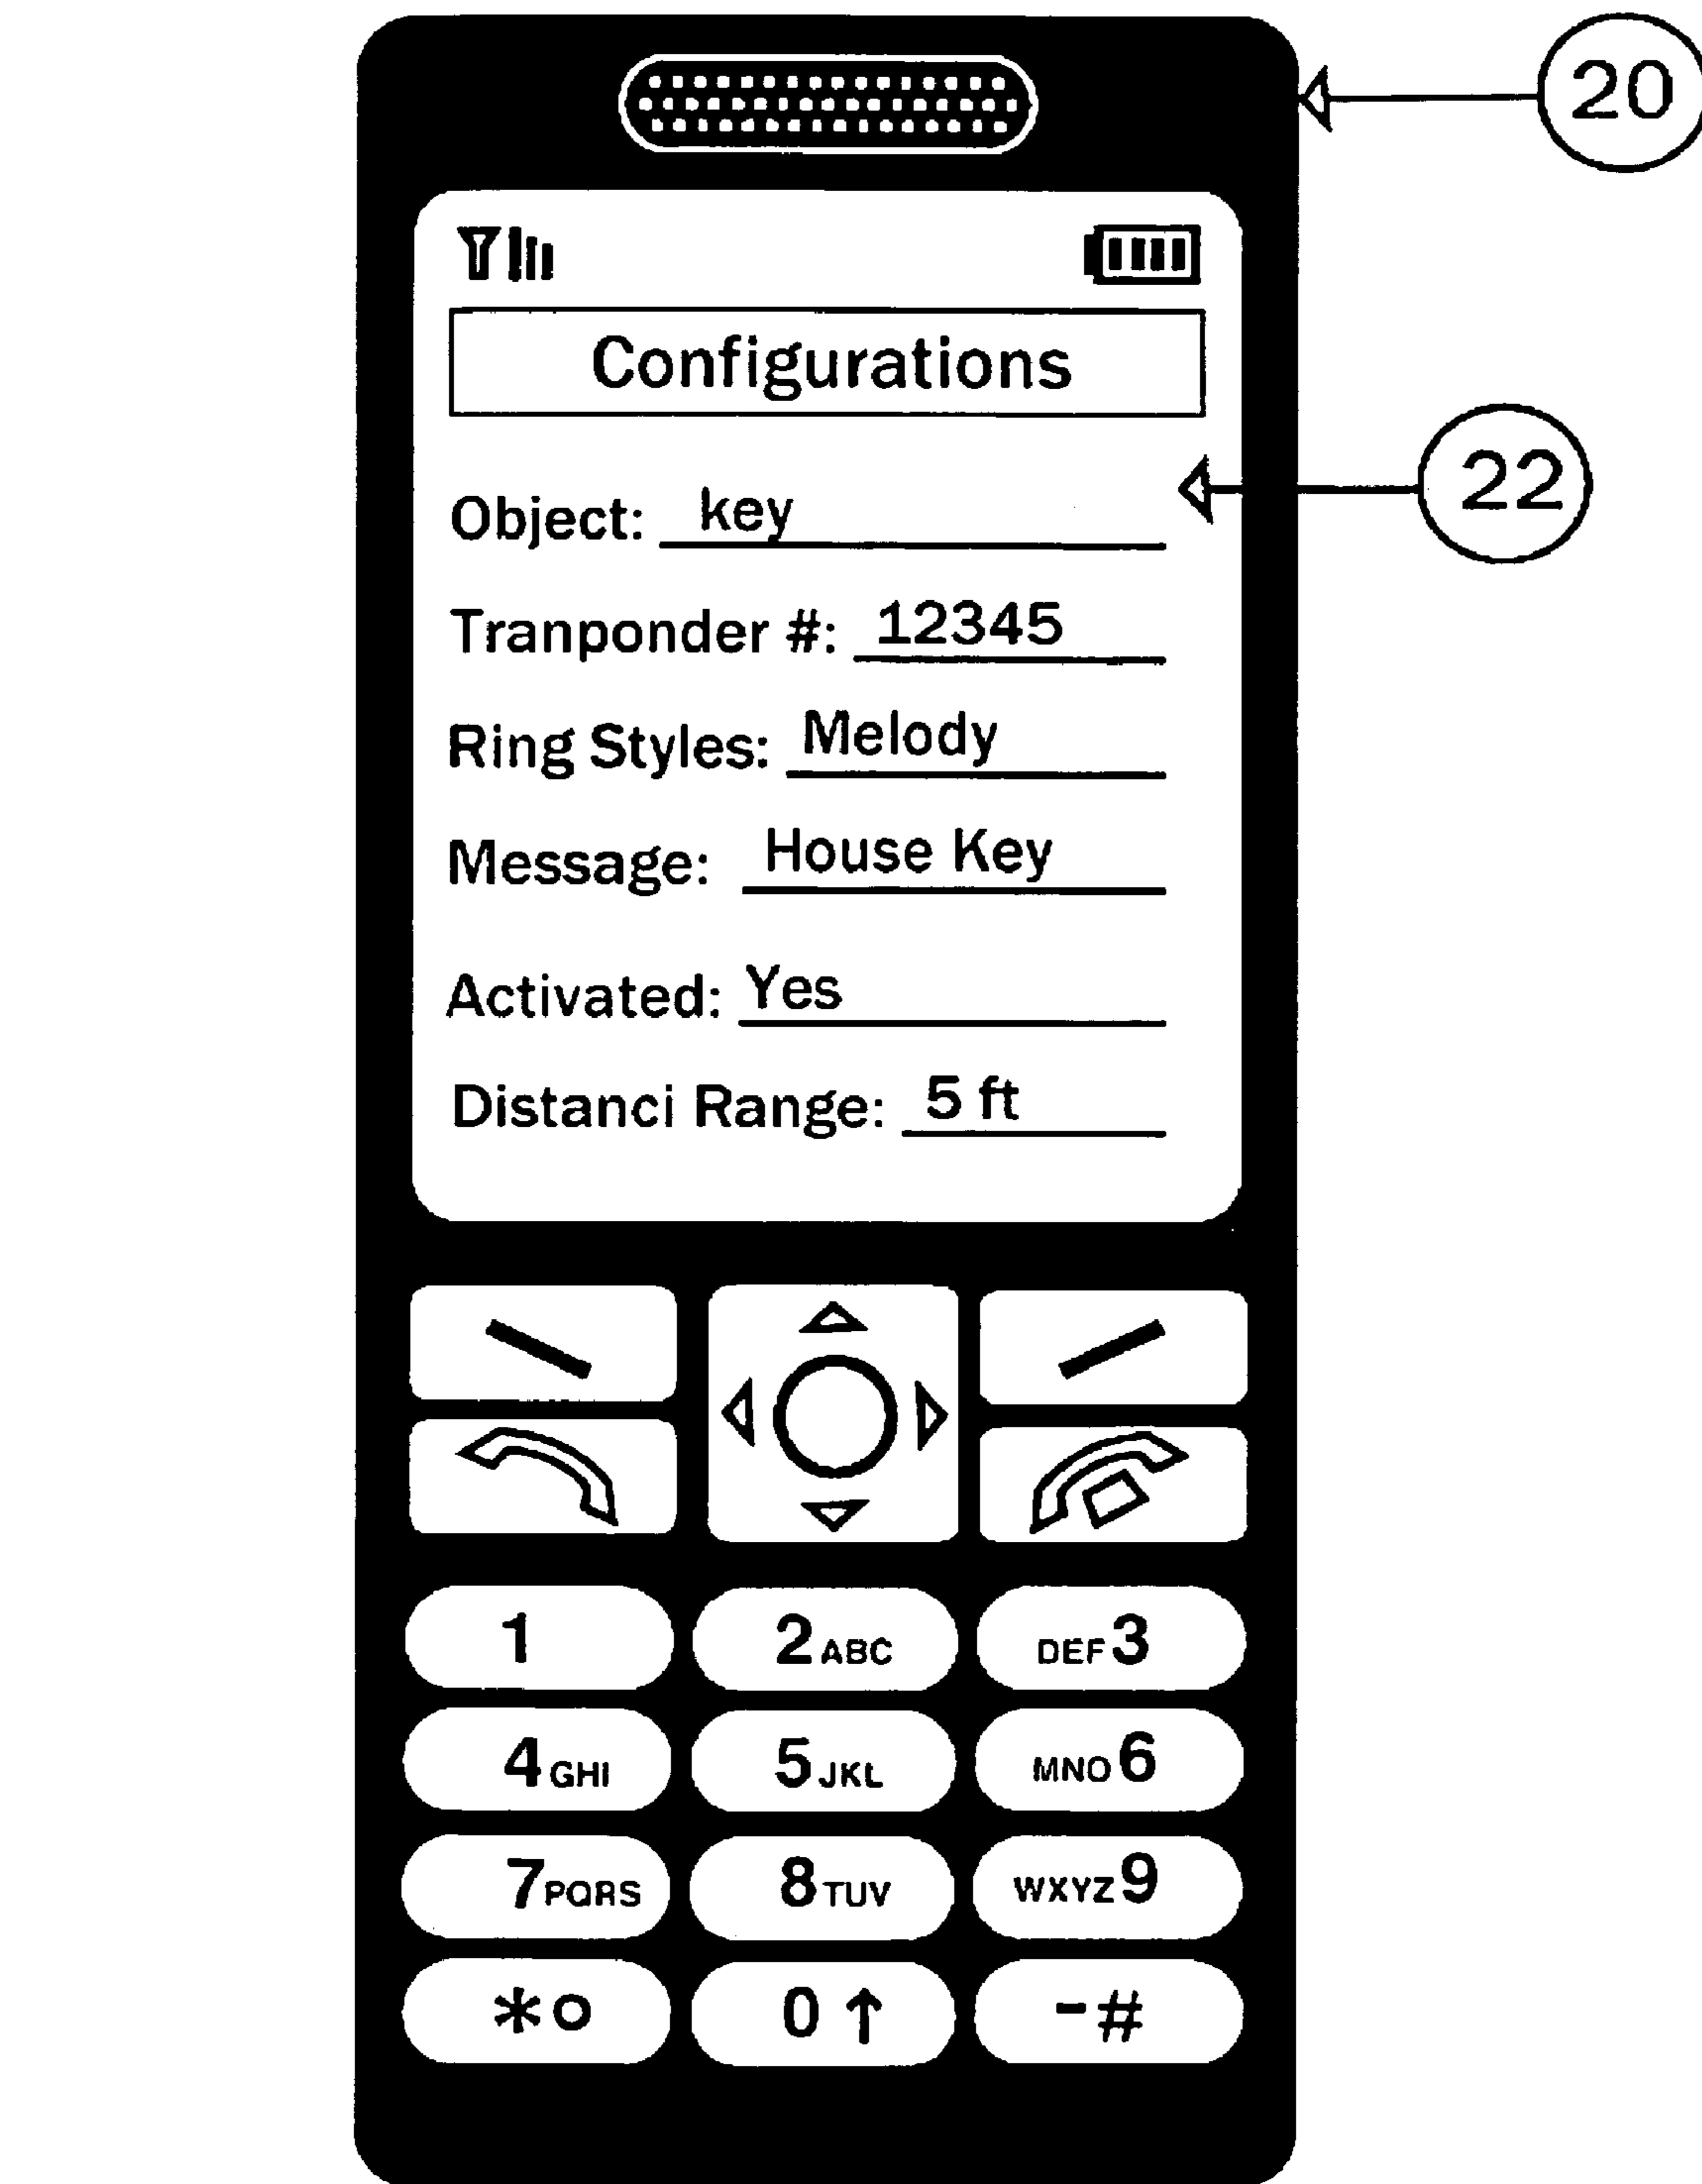 20
Configurations
22
Object: key
Tranponder #: 12345
Ring Styles: Melody
Message: House Key
Activated: Yes
Distanci Range: 5 ft
1 2ABC DEF3
4GHI 5JKL MNO6
7PQRS 8TUV WXYZ9
*o 0↑ -#